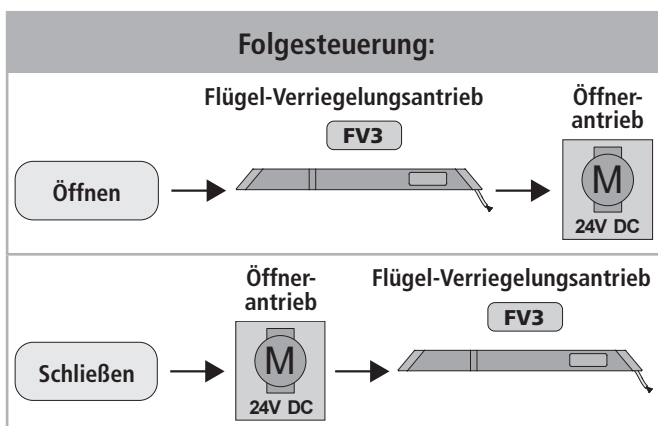 Folgesteuerung:
Flügel-Verriegelungsantrieb
FV3
Öffner-
antrieb
Öffnen
M
24V DC
Öffner-
antrieb
Flügel-Verriegelungsantrieb
FV3
Schließen
M
24V DC